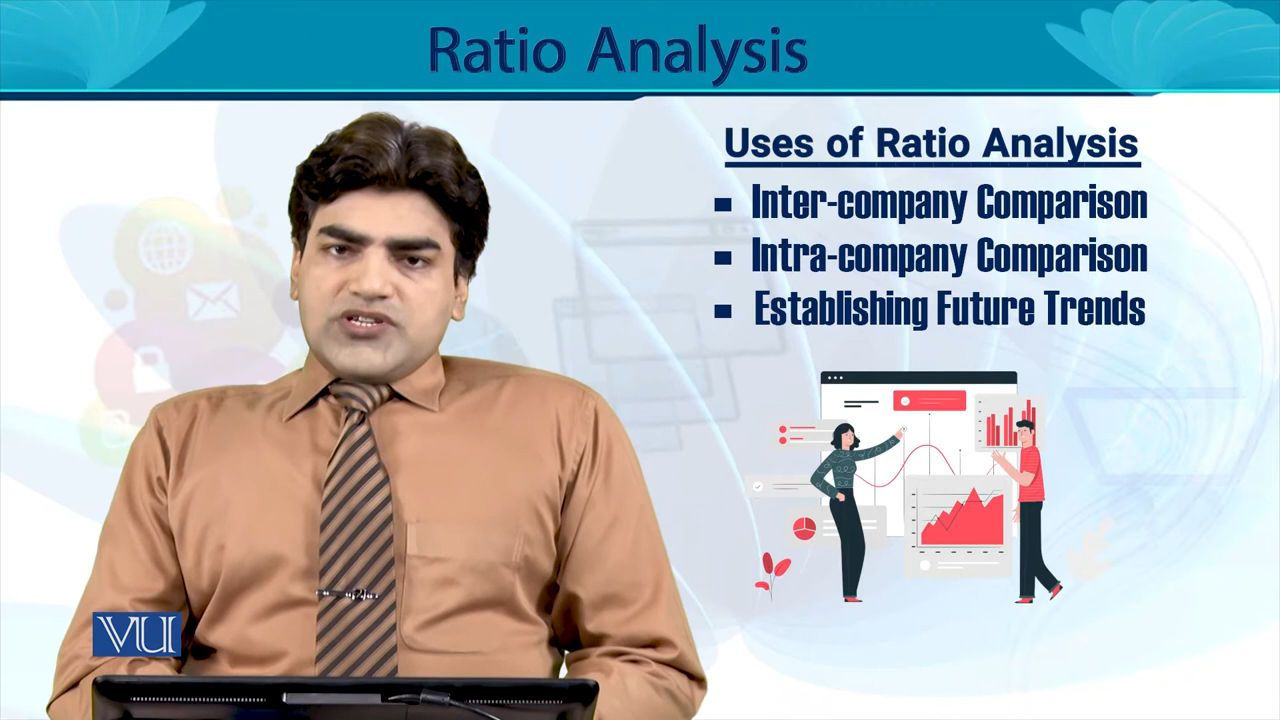 Ratio Analysis
Uses of Ratio Analysis
▪ Inter-company Comparison
▪ Intra-company Comparison
▪ Establishing Future Trends
VU